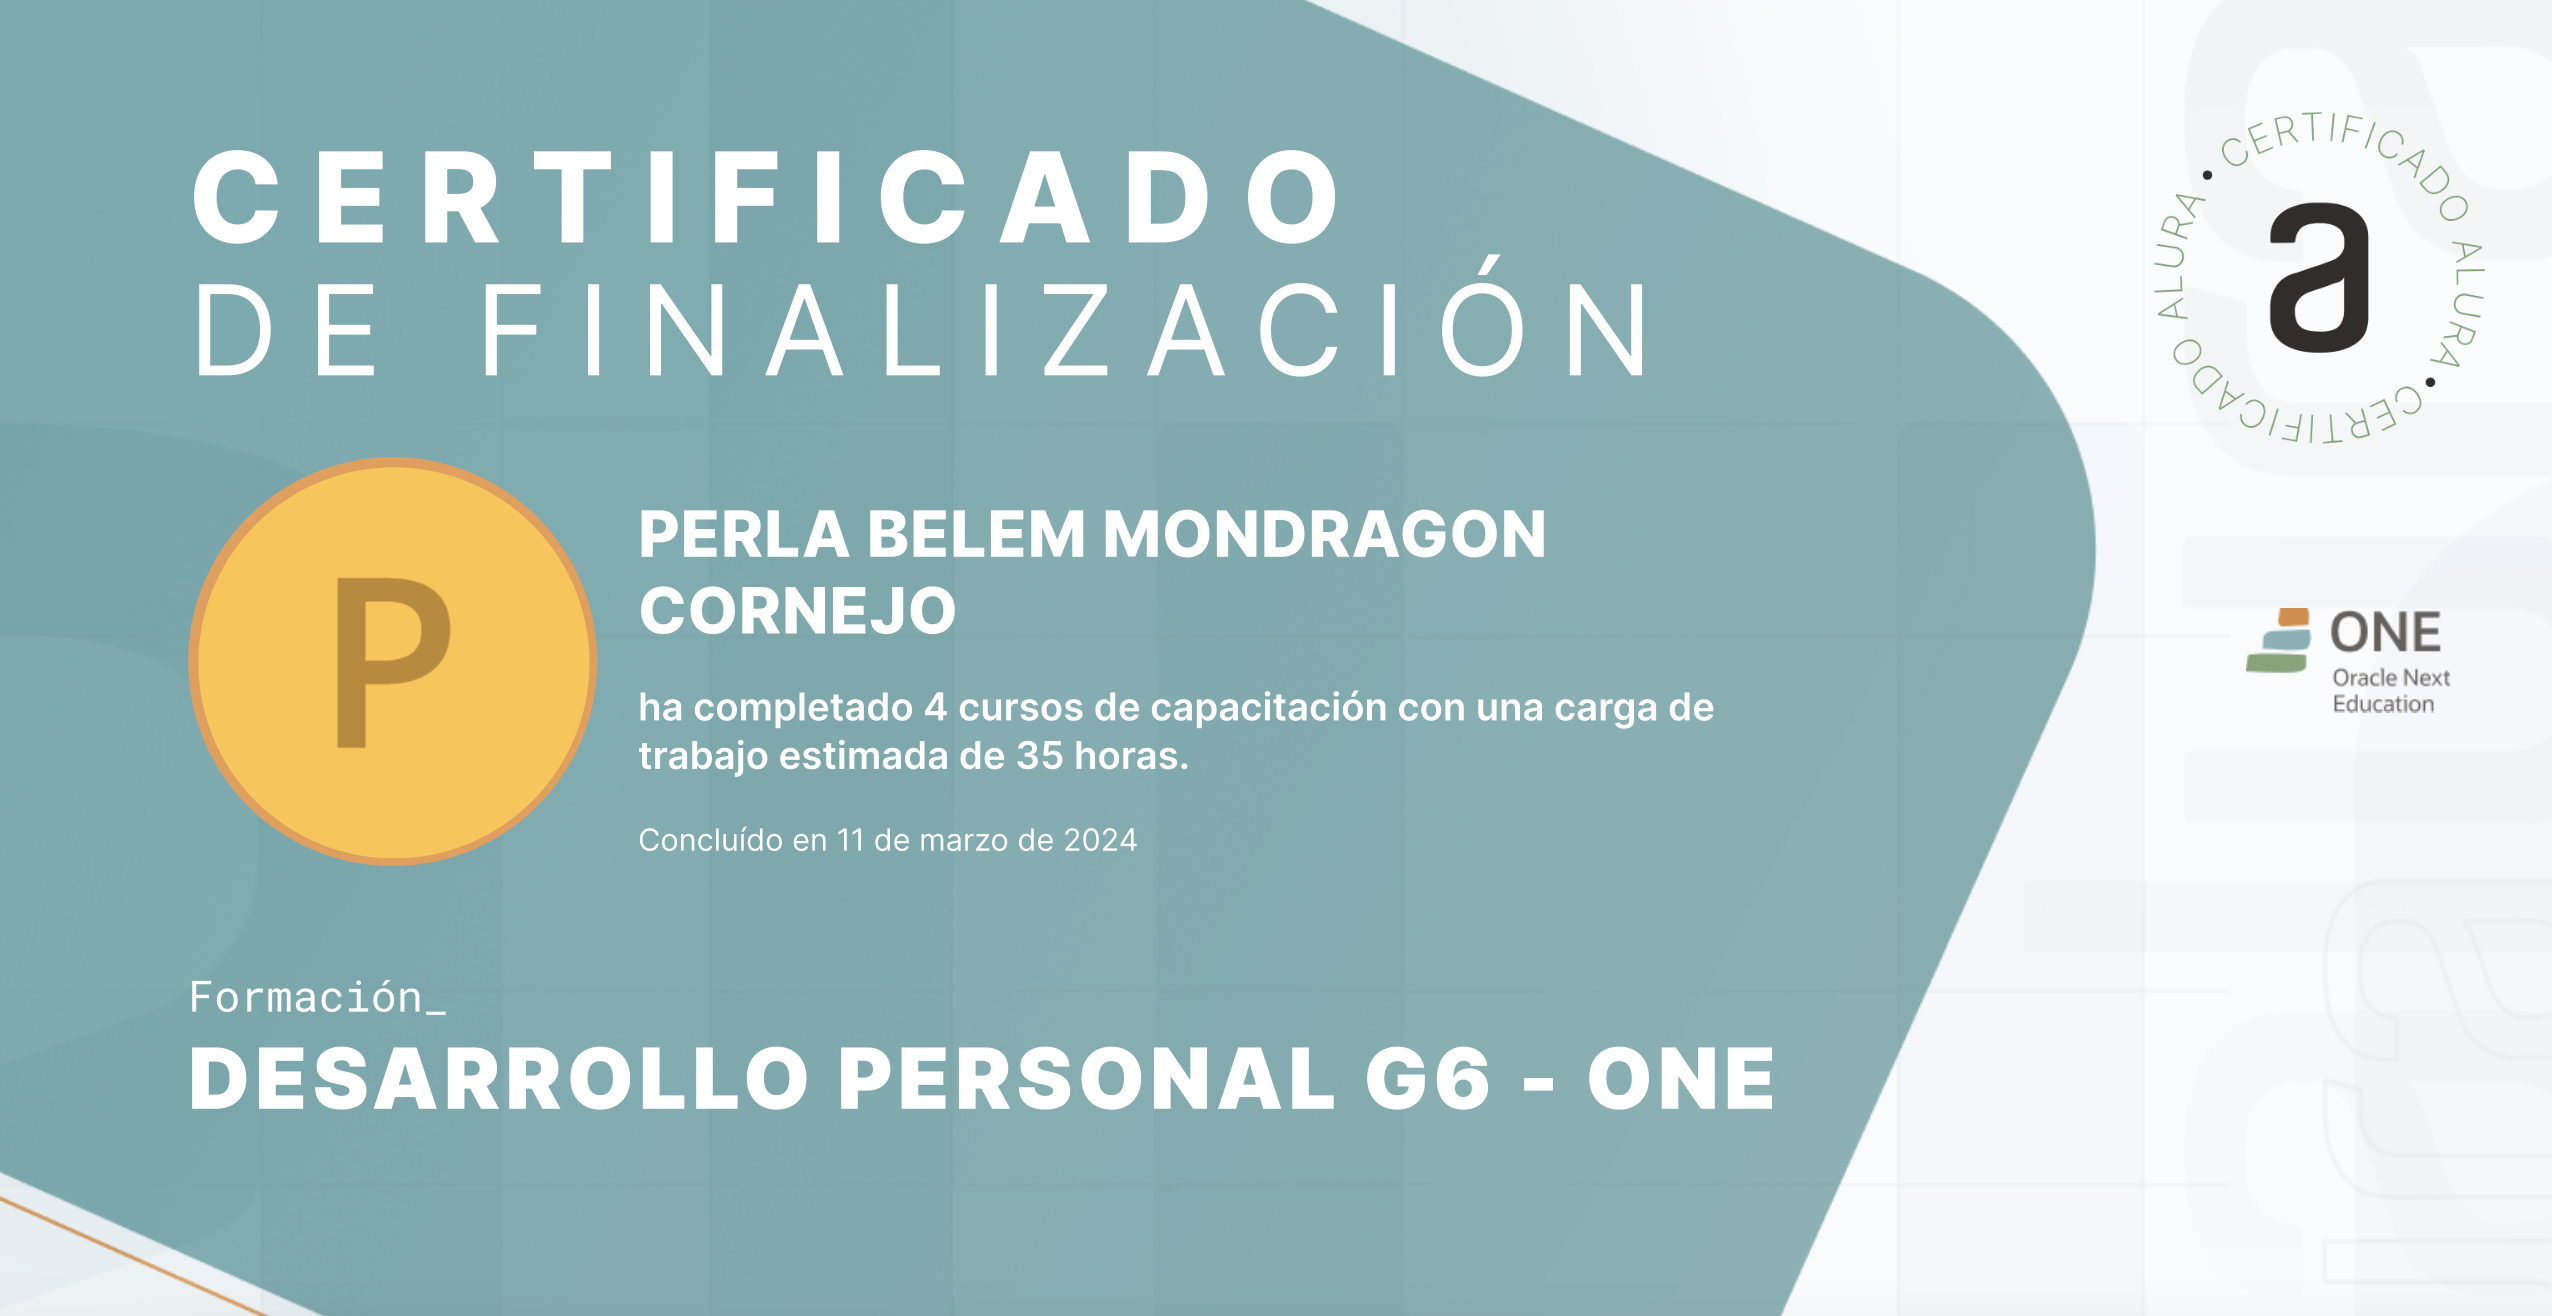 CERTIFICADO
DE FINALIZACIÓN
P
PERLA BELEM MONDRAGON
CORNEJO
ha completado 4 cursos de capacitación con una carga de
trabajo estimada de 35 horas.
Concluído en 11 de marzo de 2024
Formación_
DESARROLLO PERSONAL G6 - ONE
• CERTIFICADO ALURA • CERTIFICADO ALURA
a
ONE
Oracle Next
Education